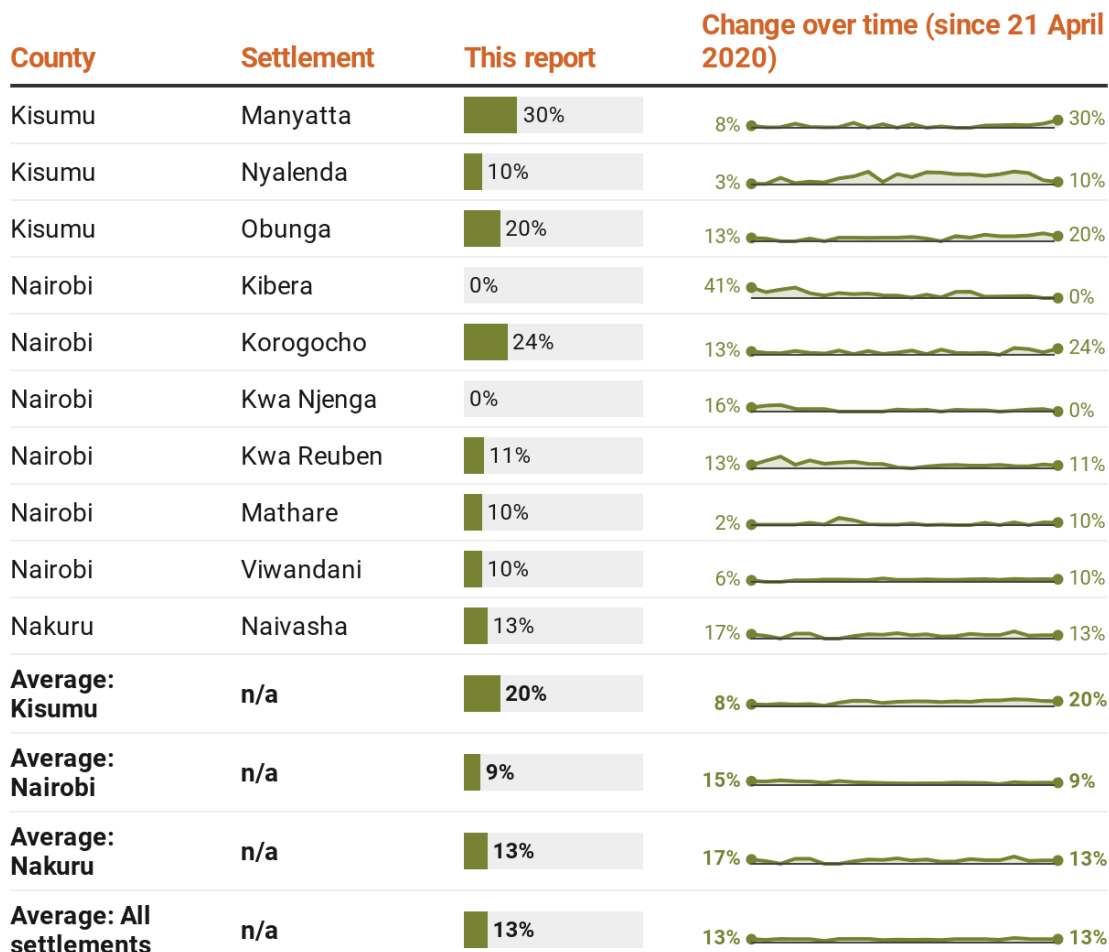 Change over time (since 21 April
County Settlement This report 2020)
Kisumu Manyatta 30% 8% 30%
Kisumu Nyalenda 10% 3% 10%
Kisumu Obunga 20% 13% 20%
Nairobi Kibera 0% 41% 0%
Nairobi Korogocho 24% 13% 24%
Nairobi Kwa Njenga 0% 16% 0%
Nairobi Kwa Reuben 11% 13% 11%
Nairobi Mathare 10% 2% 10%
Nairobi Viwandani 10% 6% 10%
Nakuru Naivasha 13% 17% 13%
Average:
Kisumu n/a 20% 8% 20%
Average:
Nairobi n/a 9% 15% 9%
Average:
Nakuru n/a 13% 17% 13%
Average: All
settlements n/a 13% 13% 13%